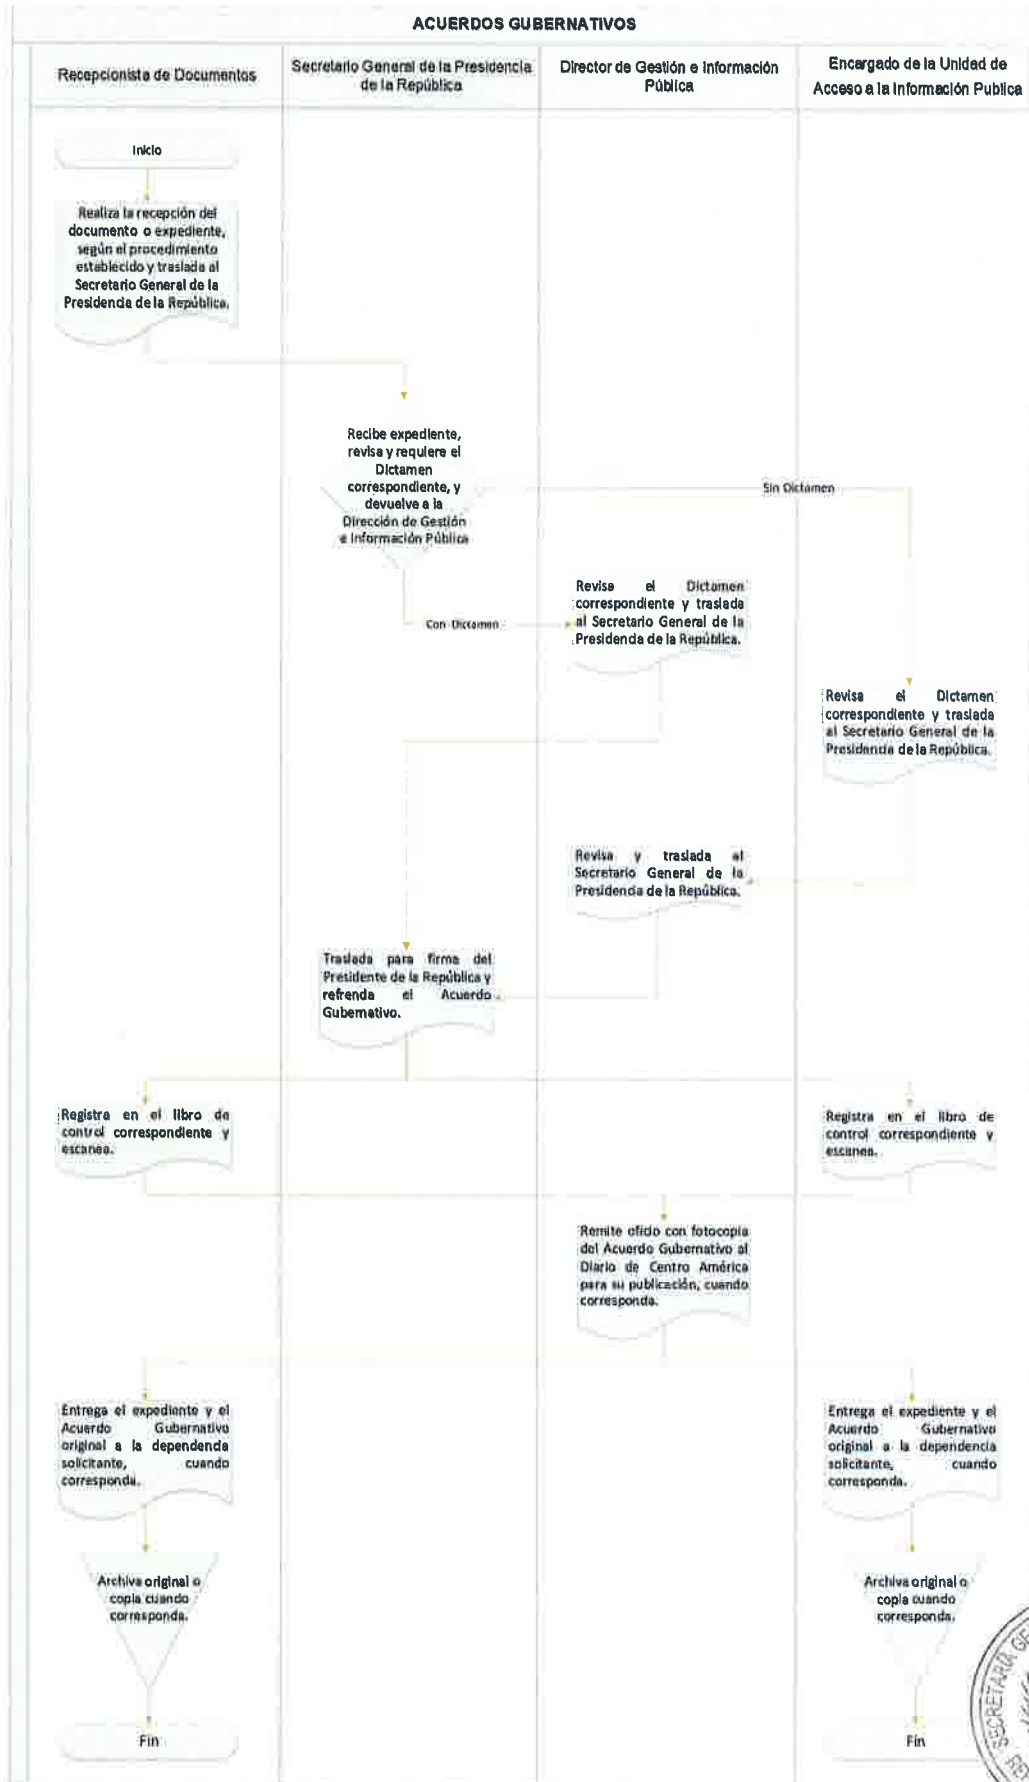 ACUERDOS GUBERNATIVOS
Recepcionista de Documentos
Secretario General de la Presidencia
de la República
Director de Gestión e Información
Pública
Encargado de la Unidad de
Acceso a la Información Publica
Inicio
Realiza la recepción del
documento o expediente,
según el procedimiento
establecido y traslada al
Secretario General de la
Presidencia de la República.
Recibe expediente,
revisa y requiere el
Dictamen
correspondiente, y
devuelve a la
Dirección de Gestión
e Información Pública
Sin Dictamen
Con Dictamen
Revisa el Dictamen
correspondiente y traslada
al Secretario General de la
Presidencia de la República.
Revisa el Dictamen
correspondiente y traslada
al Secretario General de la
Presidencia de la República.
Revisa y traslada al
Secretario General de la
Presidencia de la República.
Traslada para firma del
Presidente de la República y
refrenda el Acuerdo
Gubernativo.
Registra en el libro de
control correspondiente y
escanea.
Registra en el libro de
control correspondiente y
escanea.
Remite oficio con fotocopia
del Acuerdo Gubernativo al
Diario de Centro América
para su publicación, cuando
corresponda.
Entrega el expediente y el
Acuerdo Gubernativo
original a la dependencia
solicitante, cuando
corresponda.
Entrega el expediente y el
Acuerdo Gubernativo
original a la dependencia
solicitante, cuando
corresponda.
Archiva original o
copia cuando
corresponda.
Archiva original o
copia cuando
corresponda.
Fin
Fin
SECRETARÍA